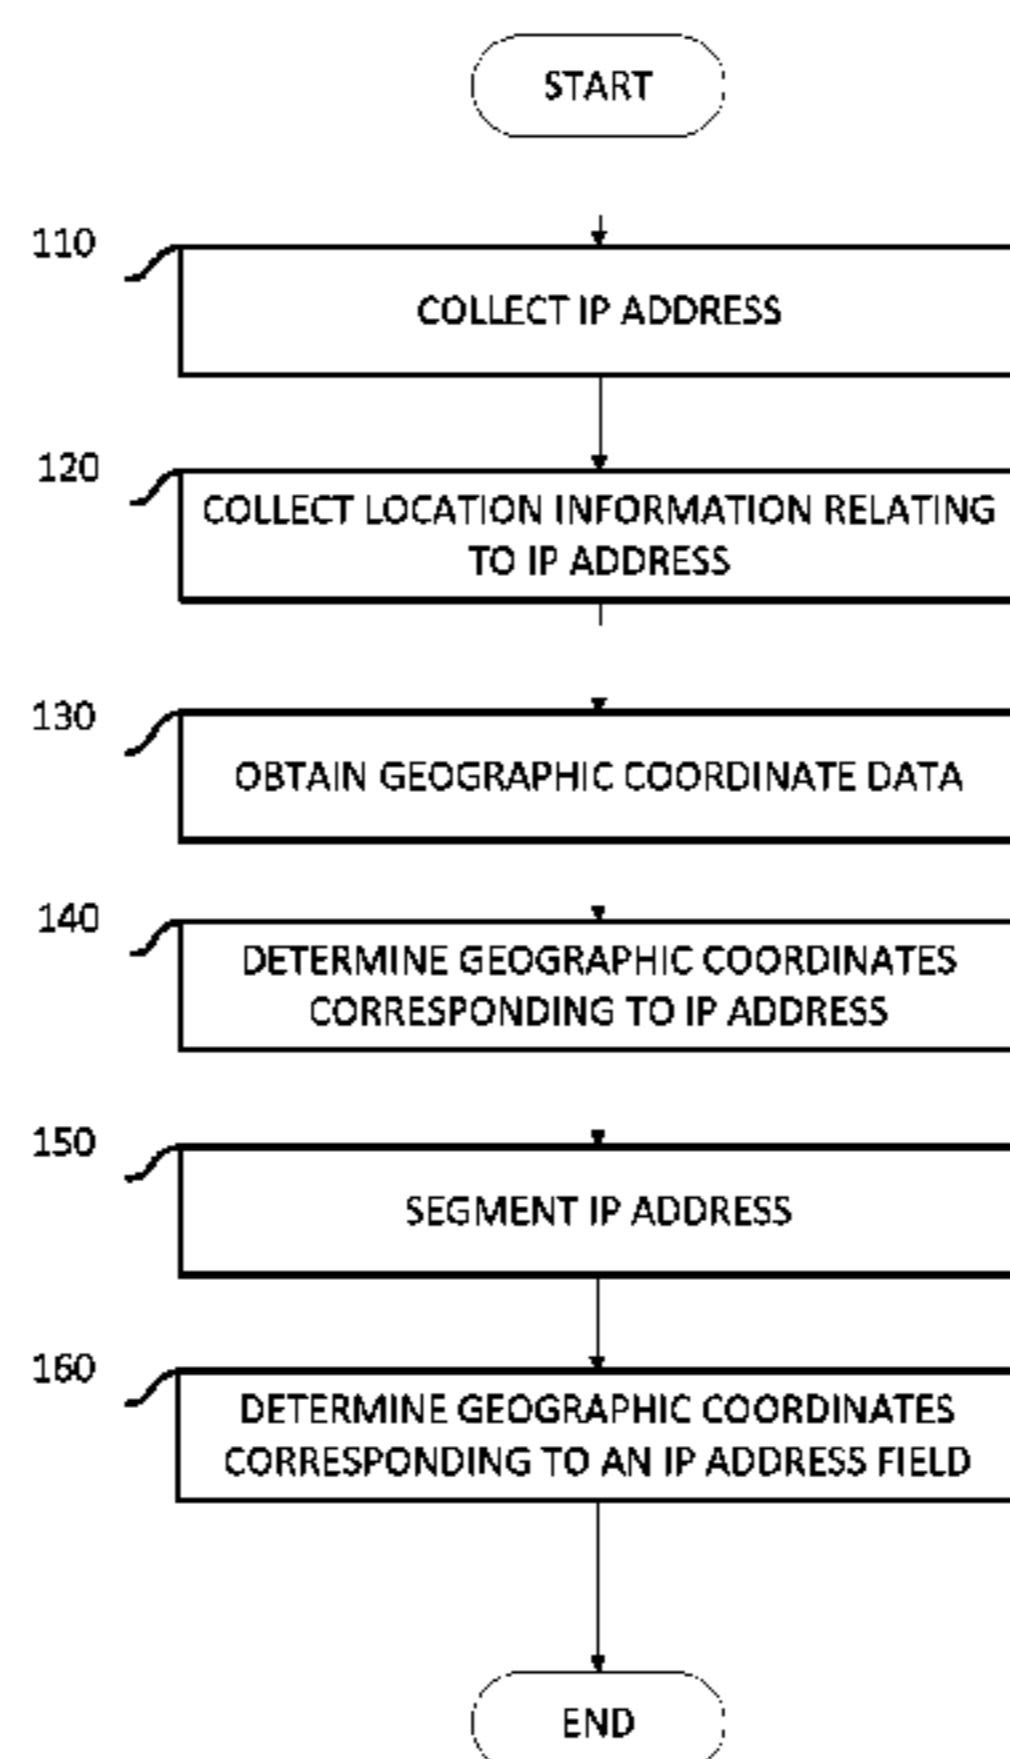 START
110
COLLECT IP ADDRESS
120
COLLECT LOCATION INFORMATION RELATING
TO IP ADDRESS
130
OBTAIN GEOGRAPHIC COORDINATE DATA
140
DETERMINE GEOGRAPHIC COORDINATES
CORRESPONDING TO IP ADDRESS
150
SEGMENT IP ADDRESS
160
DETERMINE GEOGRAPHIC COORDINATES
CORRESPONDING TO AN IP ADDRESS FIELD
END